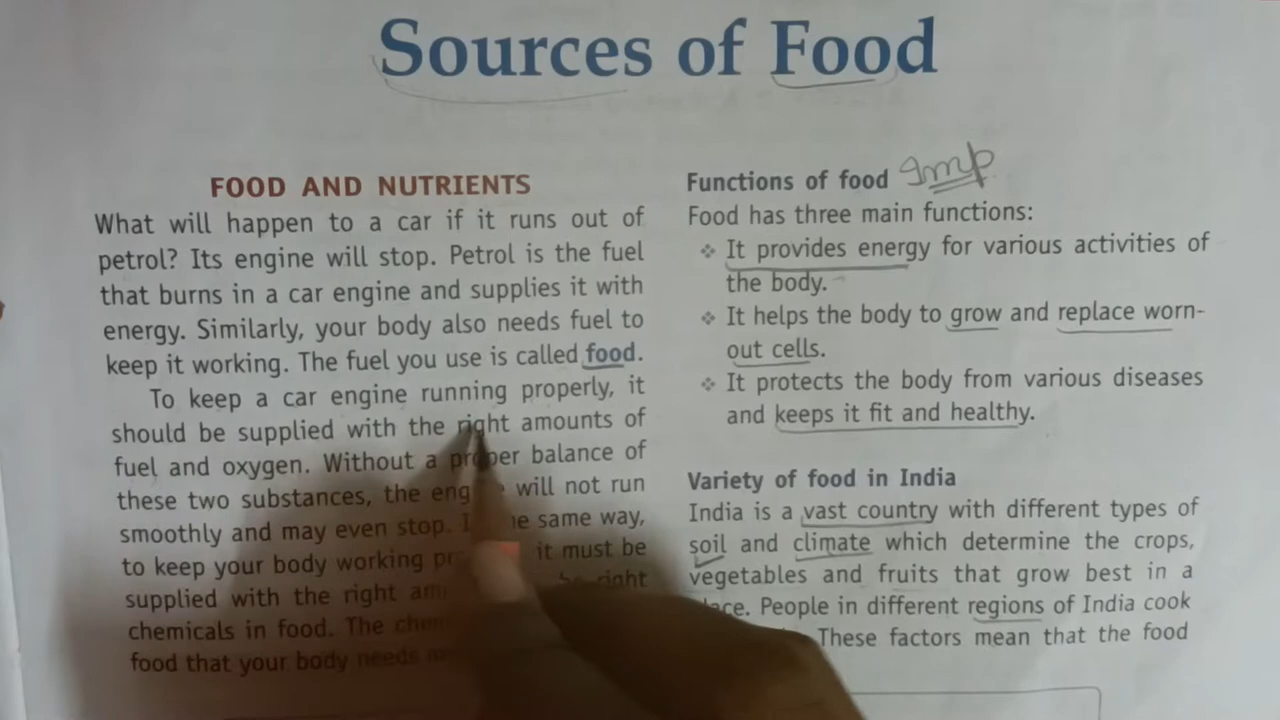 Sources of Food
FOOD AND NUTRIENTS
What will happen to a car if it runs out of
petrol? Its engine will stop. Petrol is the fuel
that burns in a car engine and supplies it with
energy. Similarly, your body also needs fuel to
keep it working. The fuel you use is called food.
To keep a car engine running properly, it
should be supplied with the right amounts of
fuel and oxygen. Without a proper balance of
these two substances, the will not run
smoothly and may even stop. same way,
to keep your body working it must be
supplied with the right right
chemicals in food. The
food that your body needs
Functions of food Imp
Food has three main functions:
❖ It provides energy for various activities of
the body.
❖ It helps the body to grow and replace worn-
out cells.
❖ It protects the body from various diseases
and keeps it fit and healthy.
Variety of food in India
India is a vast country with different types of
soil and climate which determine the crops,
vegetables and fruits that grow best in a
People in different regions of India cook
These factors mean that the food